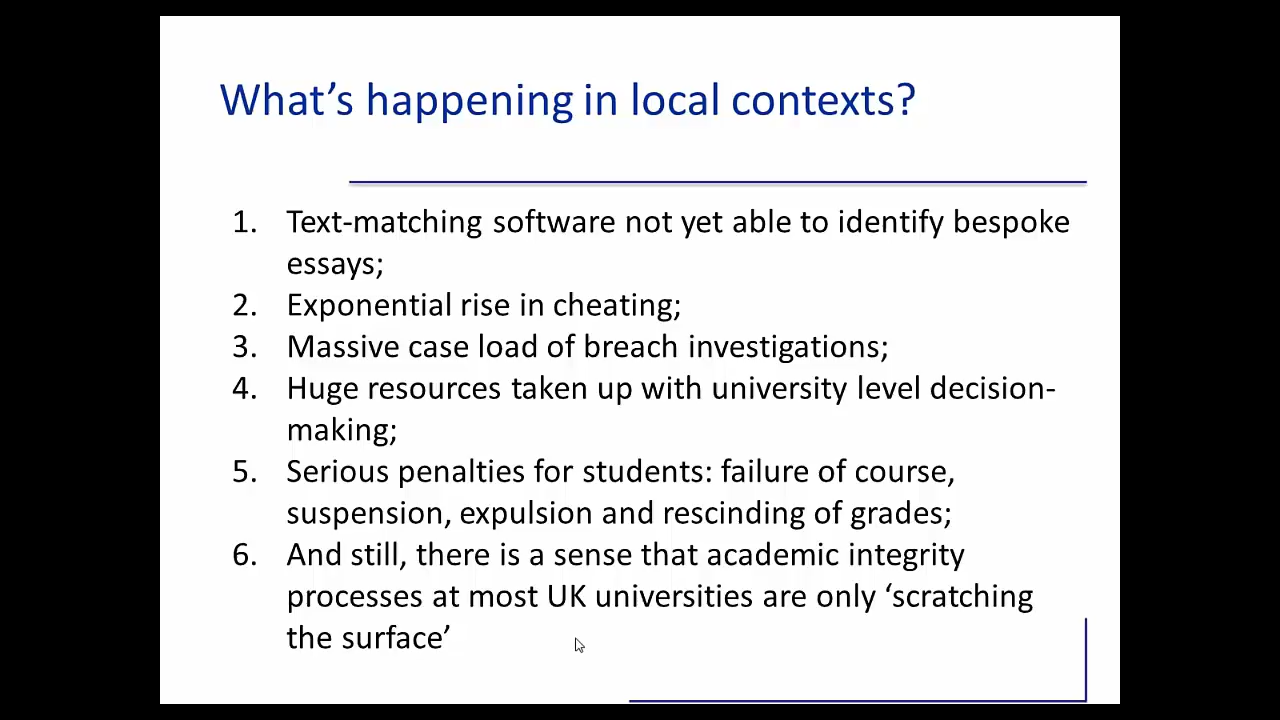 What’s happening in local contexts?
1. Text-matching software not yet able to identify bespoke
essays;
2. Exponential rise in cheating;
3. Massive case load of breach investigations;
4. Huge resources taken up with university level decision-
making;
5. Serious penalties for students: failure of course,
suspension, expulsion and rescinding of grades;
6. And still, there is a sense that academic integrity
processes at most UK universities are only ‘scratching
the surface’